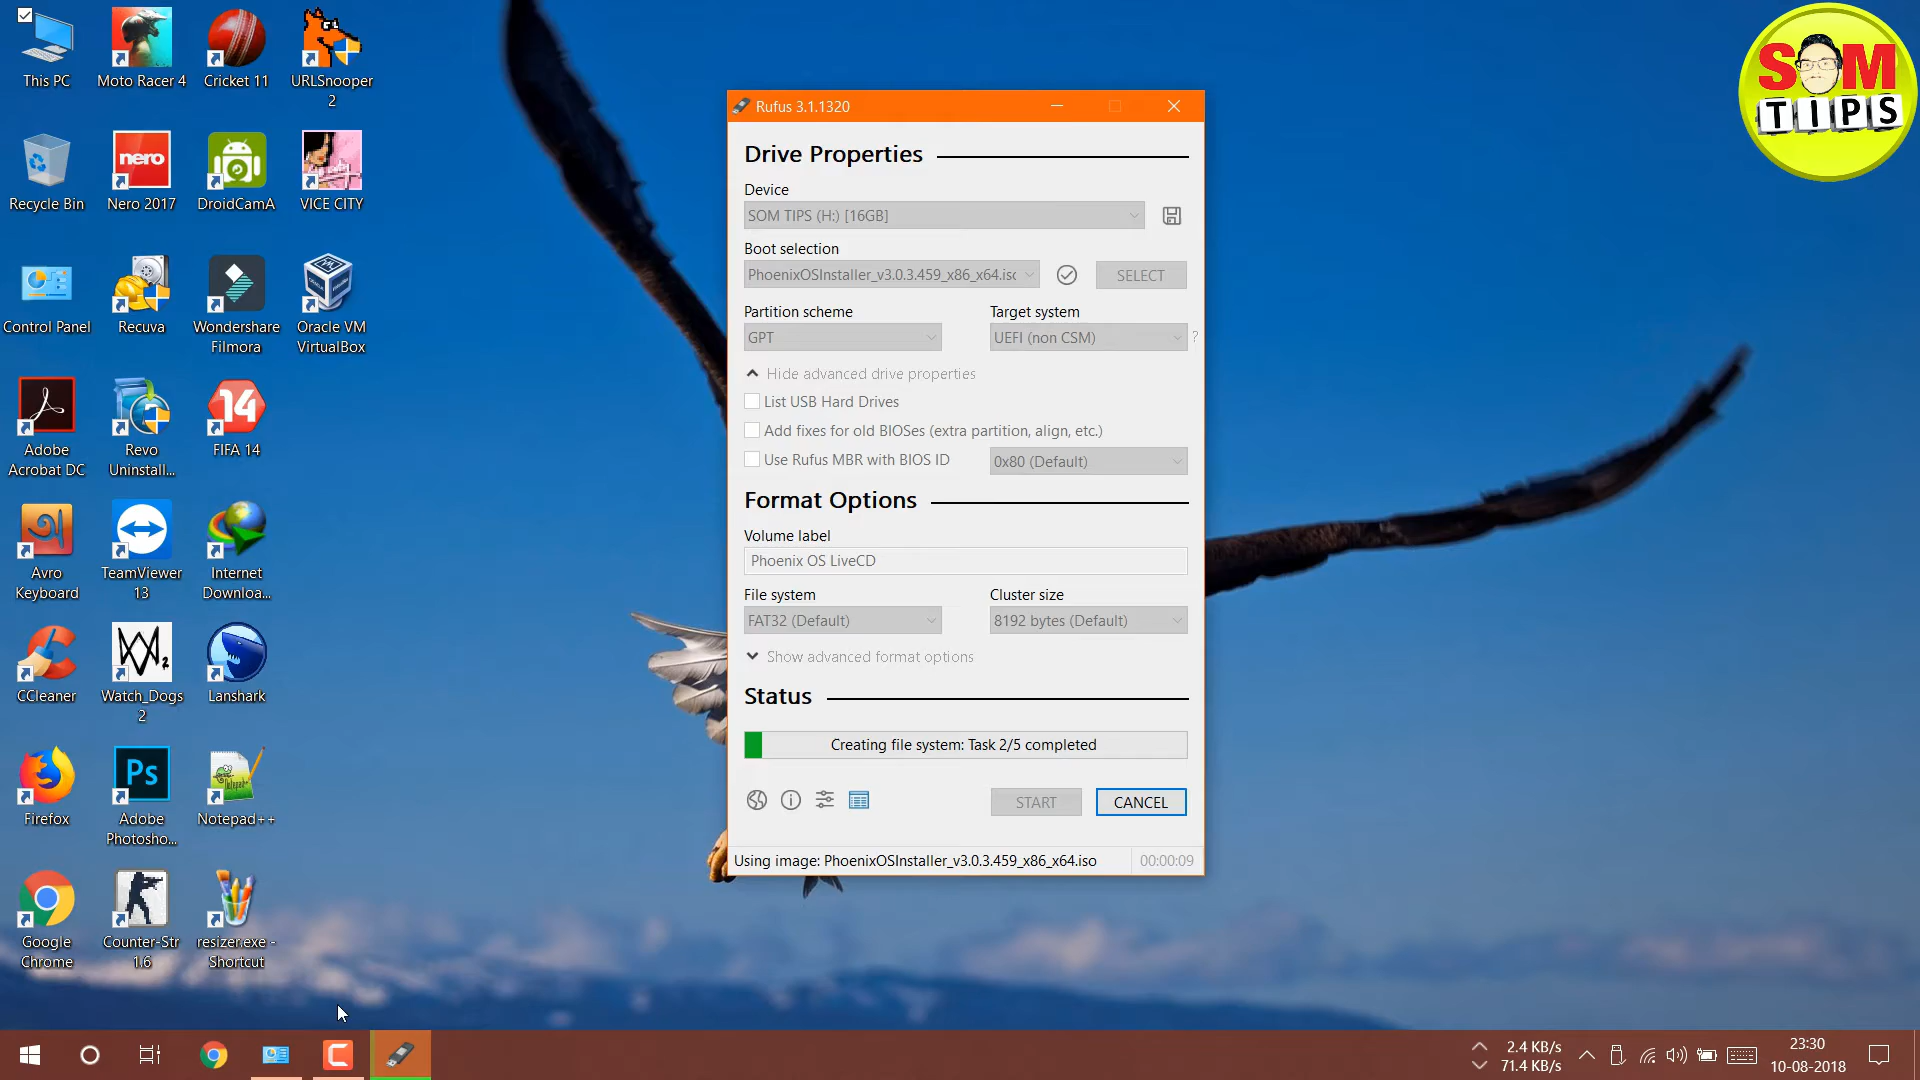 This PC
Moto Racer 4
Cricket 11
URLSnooper
2
Recycle Bin
nero
Nero 2017
DroidCamA
VICE CITY
Control Panel
Recuva
Wondershare
Filmora
Oracle VM
VirtualBox
Adobe
Acrobat DC
Revo
Uninstall...
14
FIFA 14
Avro
Keyboard
TeamViewer
13
Internet
Downloa...
CCleaner
Watch_Dogs
2
Lanshark
Firefox
Ps
Adobe
Photosho...
Notepad++
Google
Chrome
Counter-Str
1.6
resizer.exe -
Shortcut
Rufus 3.1.1320
Drive Properties
Device
SOM TIPS (H:) [16GB]
Boot selection
PhoenixOSInstaller_v3.0.3.459_x86_x64.isc
SELECT
Partition scheme
Target system
GPT
UEFI (non CSM)
?
Hide advanced drive properties
List USB Hard Drives
Add fixes for old BIOSes (extra partition, align, etc.)
Use Rufus MBR with BIOS ID
0x80 (Default)
Format Options
Volume label
Phoenix OS LiveCD
File system
Cluster size
FAT32 (Default)
8192 bytes (Default)
Show advanced format options
Status
Creating file system: Task 2/5 completed
START
CANCEL
Using image: PhoenixOSInstaller_v3.0.3.459_x86_x64.iso
00:00:09
SOM
TIPS
2.4 KB/s
71.4 KB/s
23:30
10-08-2018